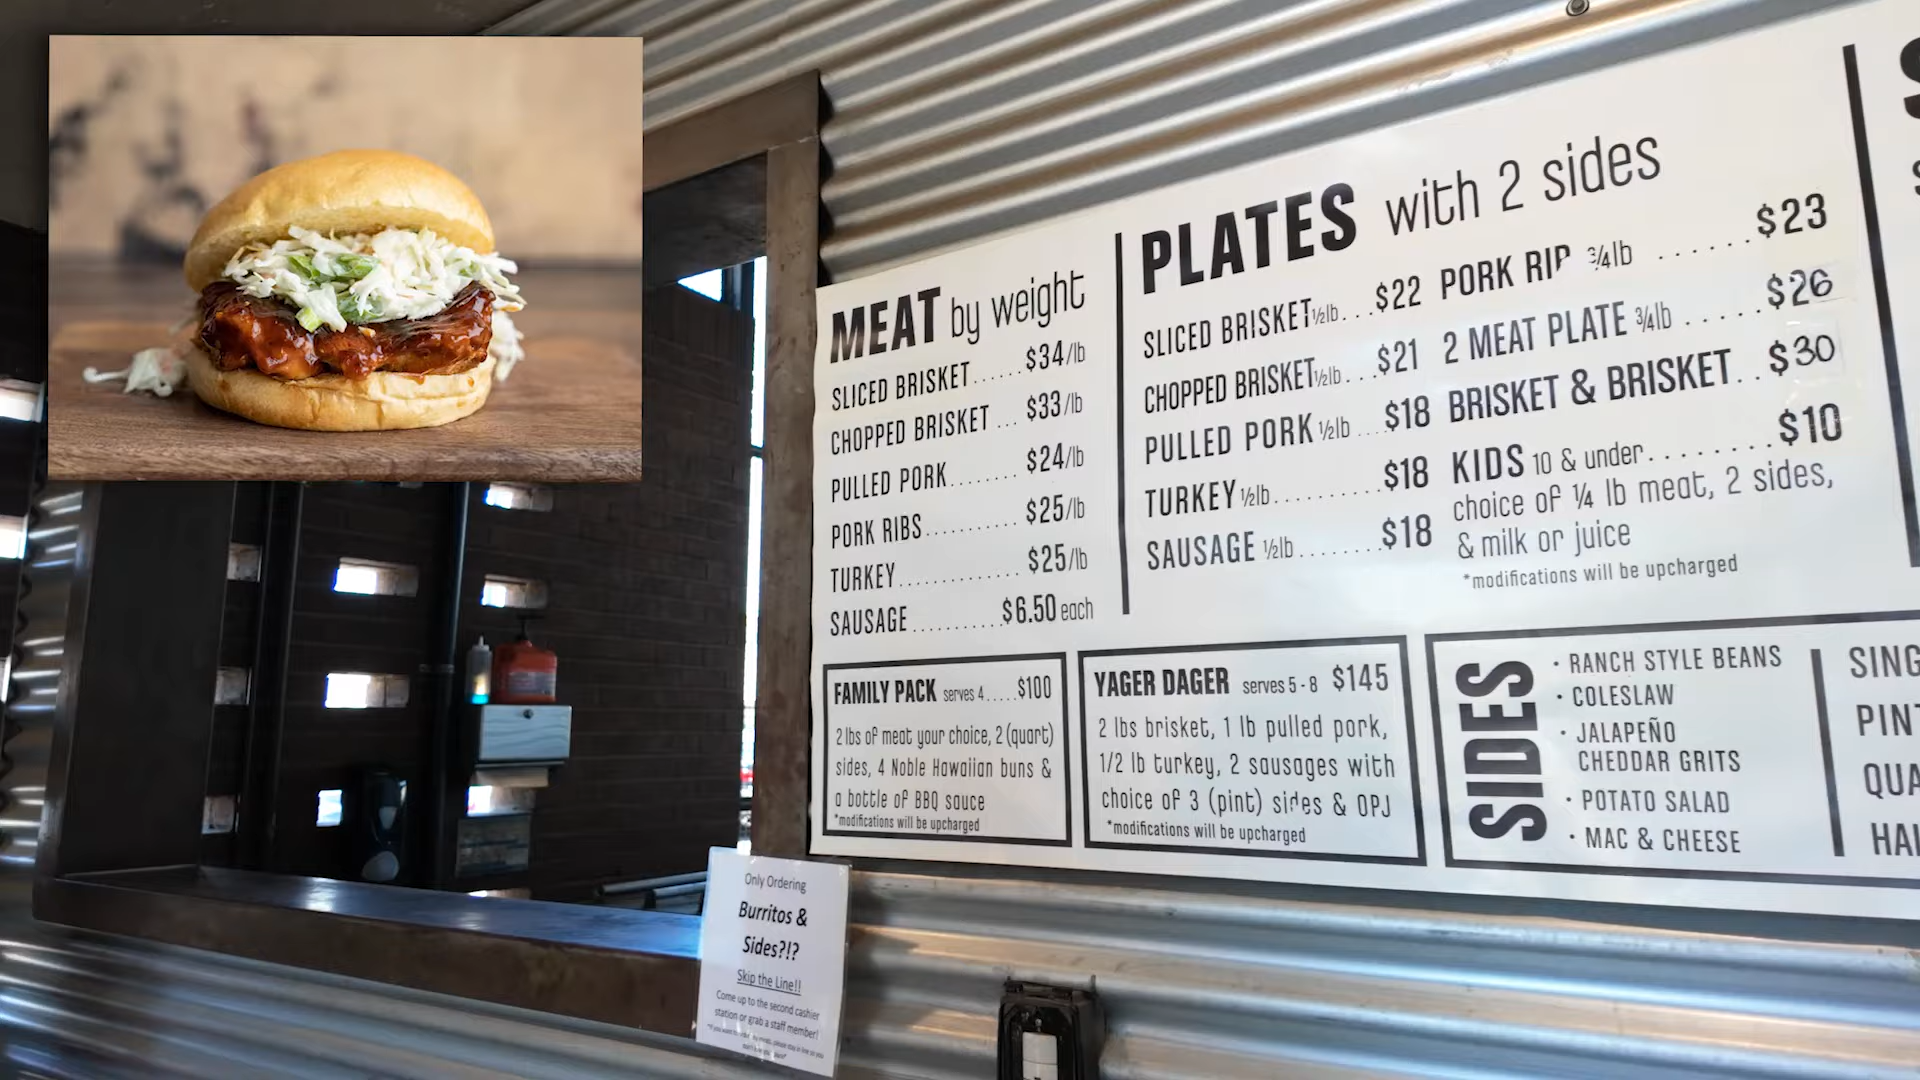 MEAT by weight
SLICED BRISKET...... $34/lb
CHOPPED BRISKET ... $33/lb
PULLED PORK........ $24/lb
PORK RIBS.......... $25/lb
TURKEY............. $25/lb
SAUSAGE ........... $6.50 each
PLATES with 2 sides
SLICED BRISKET ½lb...$22
CHOPPED BRISKET ½lb...$21
PULLED PORK ½lb ...$18
TURKEY ½lb.........$18
SAUSAGE ½lb ........$18
PORK RIB ¾lb ......$23
2 MEAT PLATE ¾lb ......$26
BRISKET & BRISKET..$30
KIDS 10 & under.......$10
choice of ¼ lb meat, 2 sides,
& milk or juice
*modifications will be upcharged
FAMILY PACK serves 4.....$100
2 lbs of meat your choice, 2 (quart)
sides, 4 Noble Hawaiian buns &
a bottle of BBQ sauce
*modifications will be upcharged
YAGER DAGER serves 5-8 $145
2 lbs brisket, 1 lb pulled pork,
1/2 lb turkey, 2 sausages with
choice of 3 (pint) sides & OPJ
*modifications will be upcharged
SIDES
• RANCH STYLE BEANS
• COLESLAW
• JALAPEÑO
CHEDDAR GRITS
• POTATO SALAD
• MAC & CHEESE
SING
PINT
QUA
HAL
Only Ordering
Burritos &
Sides?!?
Skip the Line!!
Come up to the second cashier
station or grab a staff member!